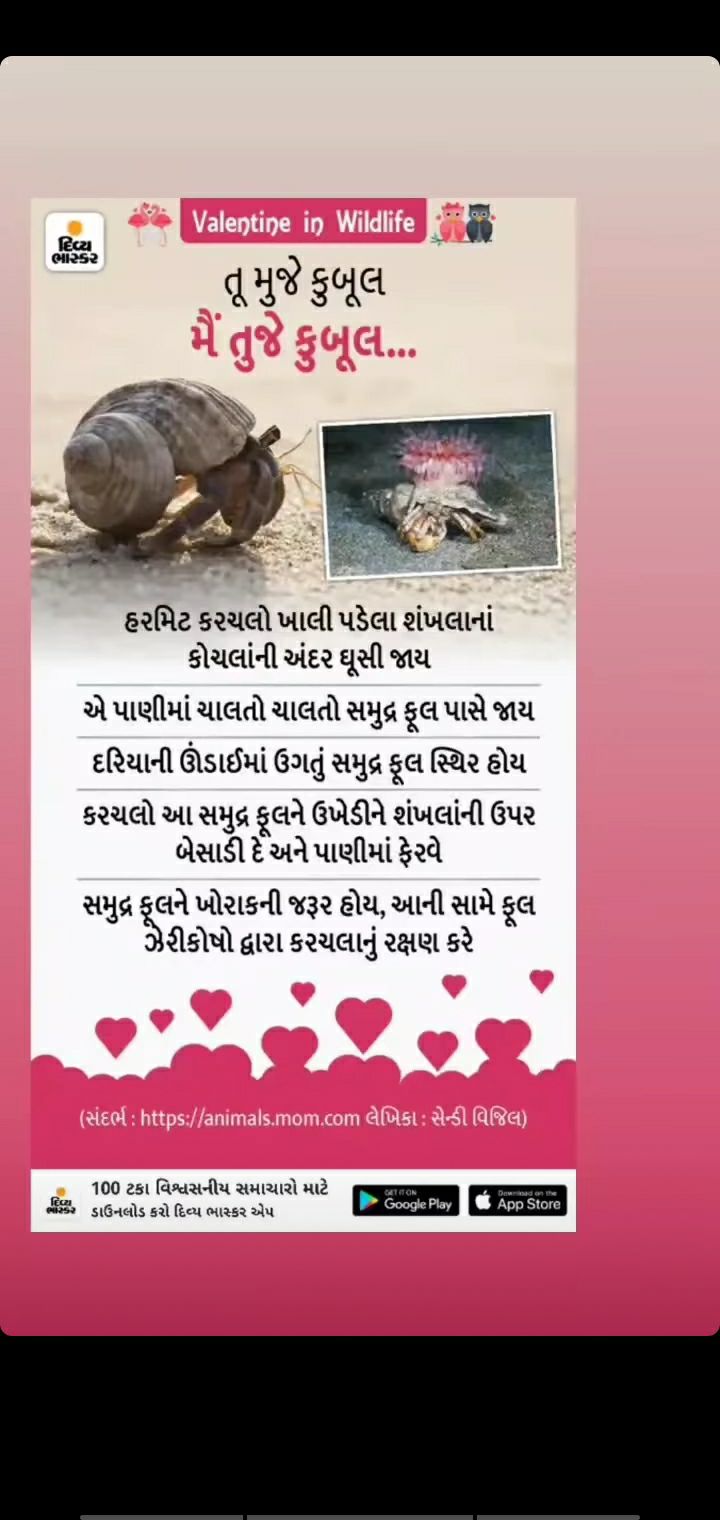 દિવ્ય
ભાસ્કર
Valentine in Wildlife
તૂ મુજે કુબૂલ
મૈં તુજે કુબૂલ...
હરમિટ કરચલો ખાલી પડેલા શંખલાનાં
કોચલાંની અંદર ઘૂસી જાય
એ પાણીમાં ચાલતો ચાલતો સમુદ્ર ફૂલ પાસે જાય
દરિયાની ઊંડાઈમાં ઉગતું સમુદ્ર ફૂલ સ્થિર હોય
કરચલો આ સમુદ્ર ફૂલને ઉખેડીને શંખલાંની ઉપર
બેસાડી દે અને પાણીમાં ફેરવે
સમુદ્ર ફૂલને ખોરાકની જરૂર હોય, આની સામે ફૂલ
ઝેરીકોષો દ્વારા કરચલાનું રક્ષણ કરે
(સંદર્ભ : https://animals.mom.com લેખિકા : સેન્ડી વિજિલ)
દિવ્ય
ભાસ્કર
100 ટકા વિશ્વસનીય સમાચારો માટે
ડાઉનલોડ કરો દિવ્ય ભાસ્કર એપ
GET IT ON
Google Play
Download on the
App Store